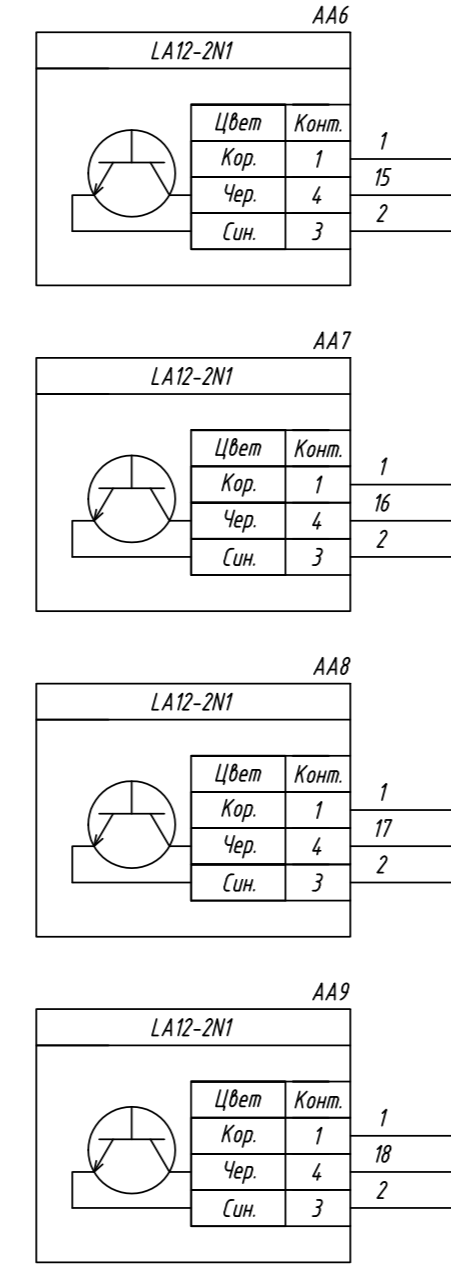 AA6
LA12-2N1
Цвет Конт.
1
Кор. 1
15
Чер. 4
2
Син. 3
AA7
LA12-2N1
Цвет Конт.
1
Кор. 1
16
Чер. 4
2
Син. 3
AA8
LA12-2N1
Цвет Конт.
1
Кор. 1
17
Чер. 4
2
Син. 3
AA9
LA12-2N1
Цвет Конт.
1
Кор. 1
18
Чер. 4
2
Син. 3